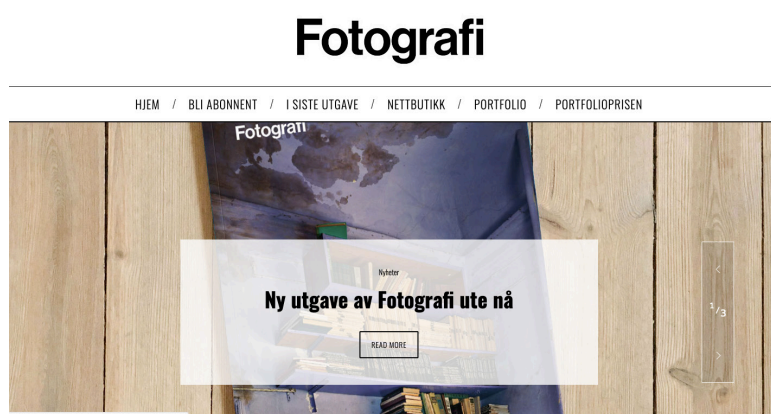 Fotografi
HJEM / BLI ABONNENT / I SISTE UTGAVE / NETTBUTIKK / PORTFOLIO / PORTFOLIOPRISEN
Fotografi
Nyheter
Ny utgave av Fotografi ute nå
READ MORE
1/3